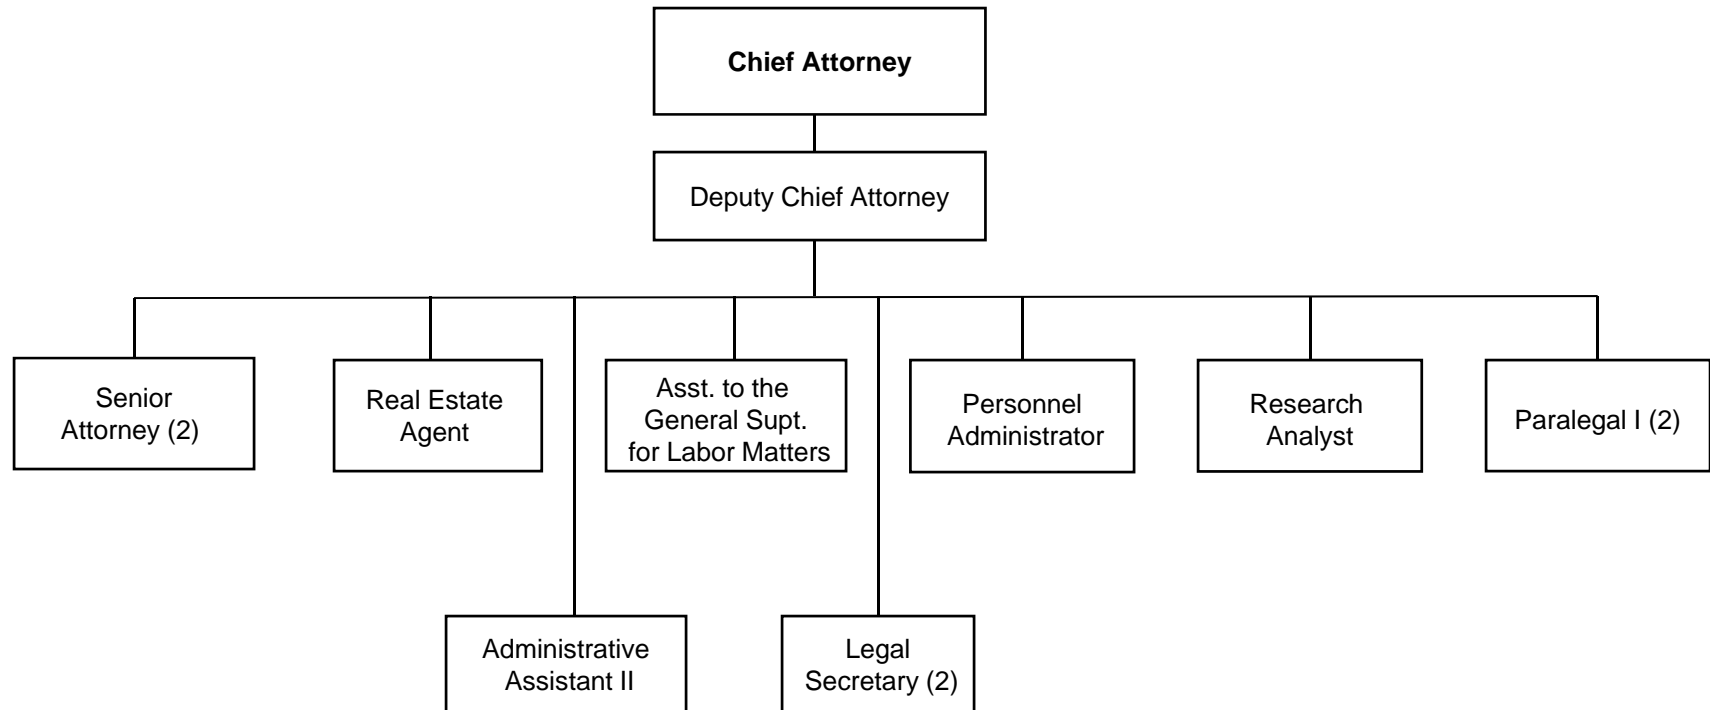 Chief Attorney
Deputy Chief Attorney
Senior
Attorney (2)
Real Estate
Agent
Asst. to the
General Supt.
for Labor Matters
Personnel
Administrator
Research
Analyst
Paralegal I (2)
Administrative
Assistant II
Legal
Secretary (2)